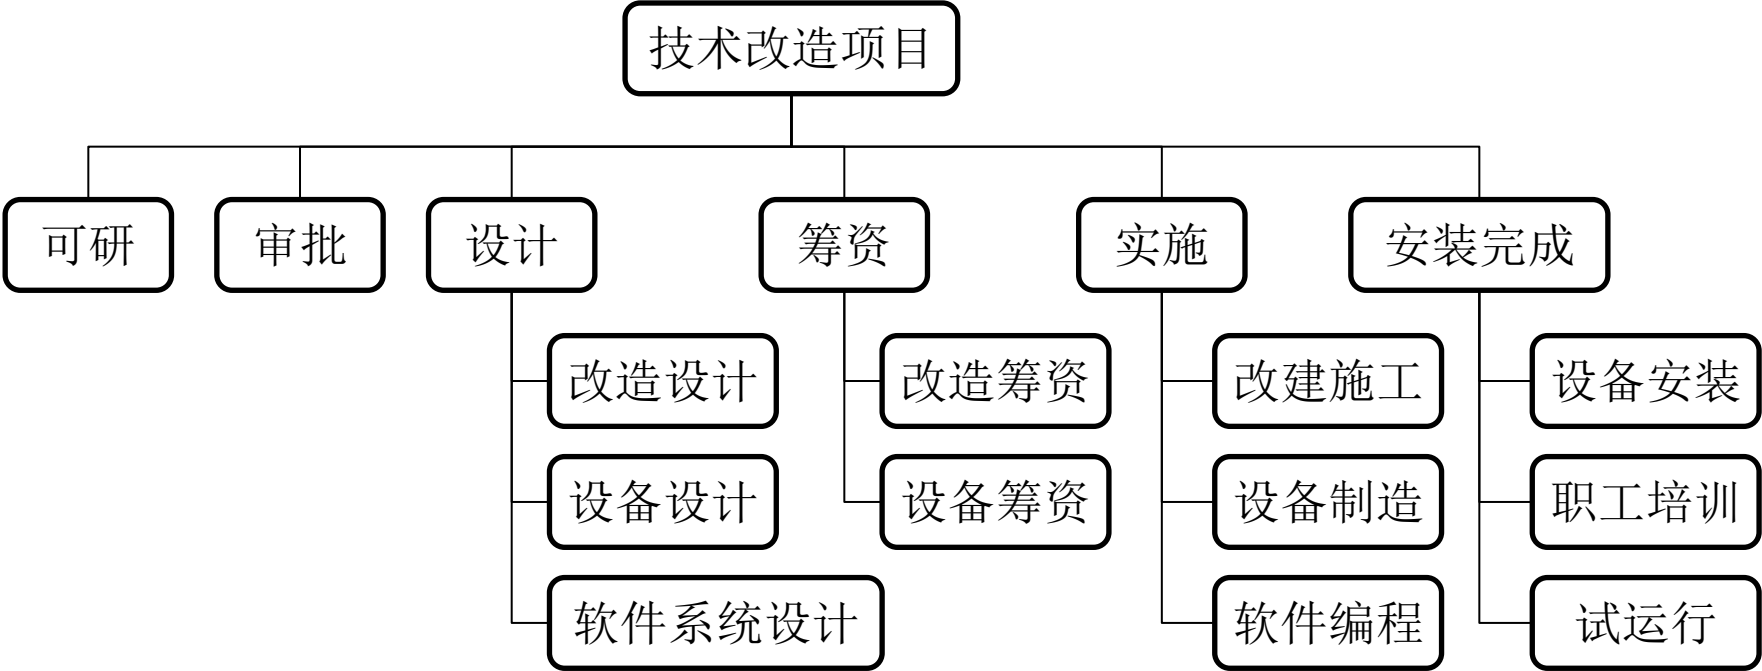 技术改造项目
可研
审批
设计
筹资
实施
安装完成
改造设计
改造筹资
改建施工
设备安装
设备设计
设备筹资
设备制造
职工培训
软件系统设计
软件编程
试运行